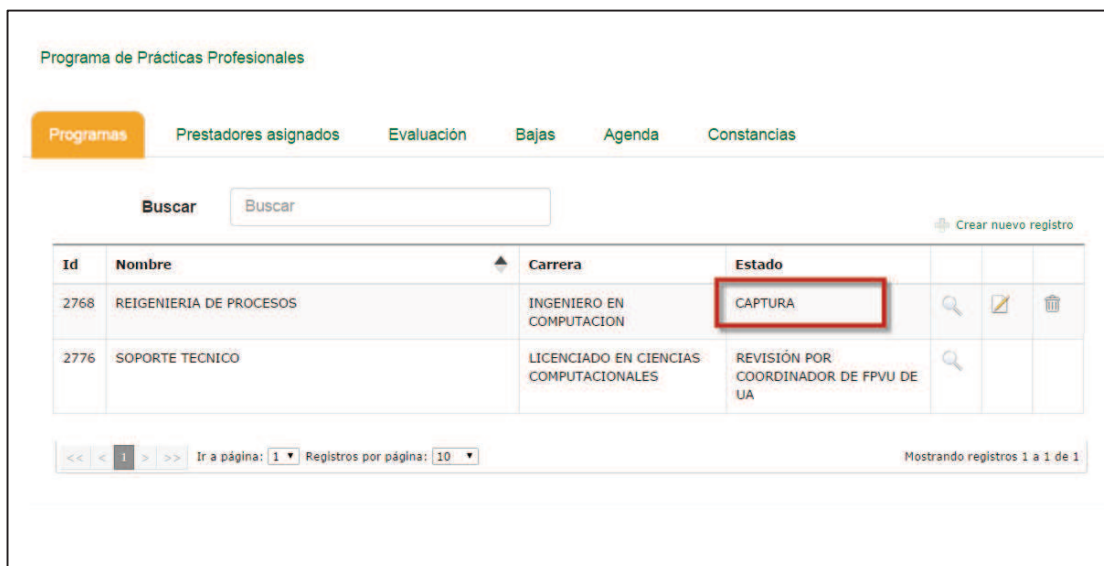 Programa de Prácticas Profesionales
Programas Prestadores asignados Evaluación Bajas Agenda Constancias
Buscar Buscar
Crear nuevo registro
Id Nombre Carrera Estado
2768 REIGENIERIA DE PROCESOS INGENIERO EN COMPUTACION CAPTURA
2776 SOPORTE TECNICO LICENCIADO EN CIENCIAS COMPUTACIONALES REVISIÓN POR COORDINADOR DE FPVU DE UA
<< < 1 > >> Ir a página: 1 Registros por página: 10 Mostrando registros 1 a 1 de 1